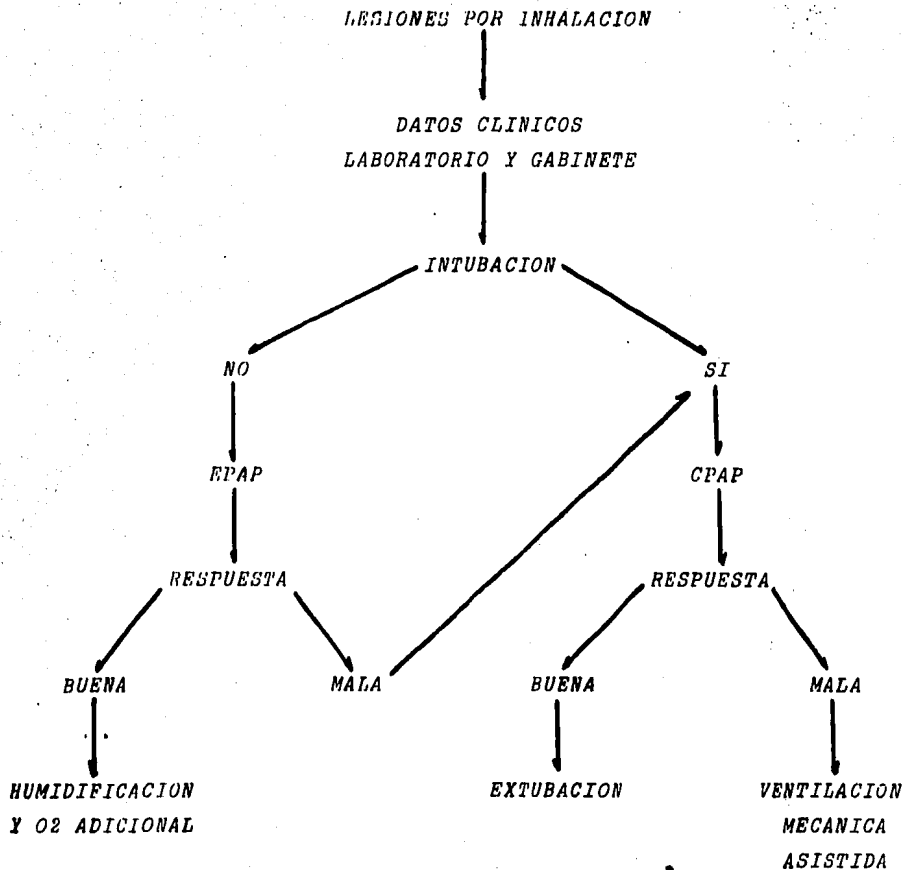 LESIONES POR INHALACION
DATOS CLINICOS
LABORATORIO Y GABINETE
INTUBACION
NO
SI
EPAP
CPAP
RESPUESTA
RESPUESTA
BUENA
MALA
BUENA
MALA
HUMIDIFICACION
Y O2 ADICIONAL
EXTUBACION
VENTILACION
MECANICA
ASISTIDA